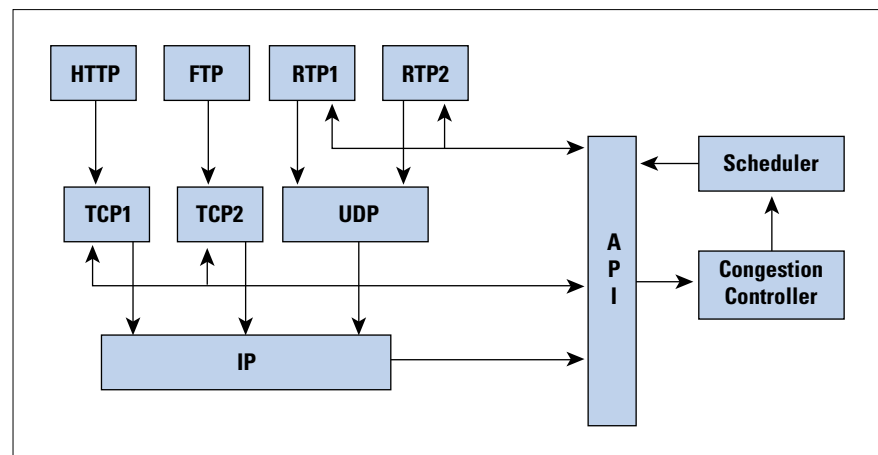 HTTP
FTP
RTP1
RTP2
Scheduler
TCP1
TCP2
UDP
A
P
I
Congestion
Controller
IP